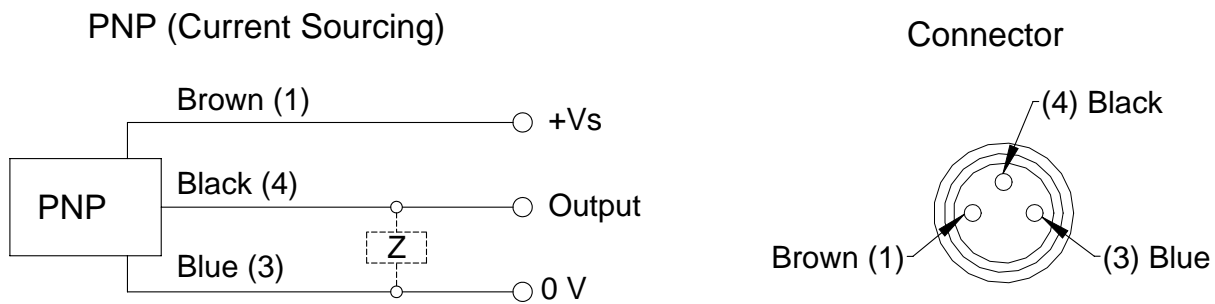 PNP (Current Sourcing)
Brown (1)
+Vs
PNP
Black (4)
Output
Z
Blue (3)
0 V
Connector
(4) Black
Brown (1)
(3) Blue